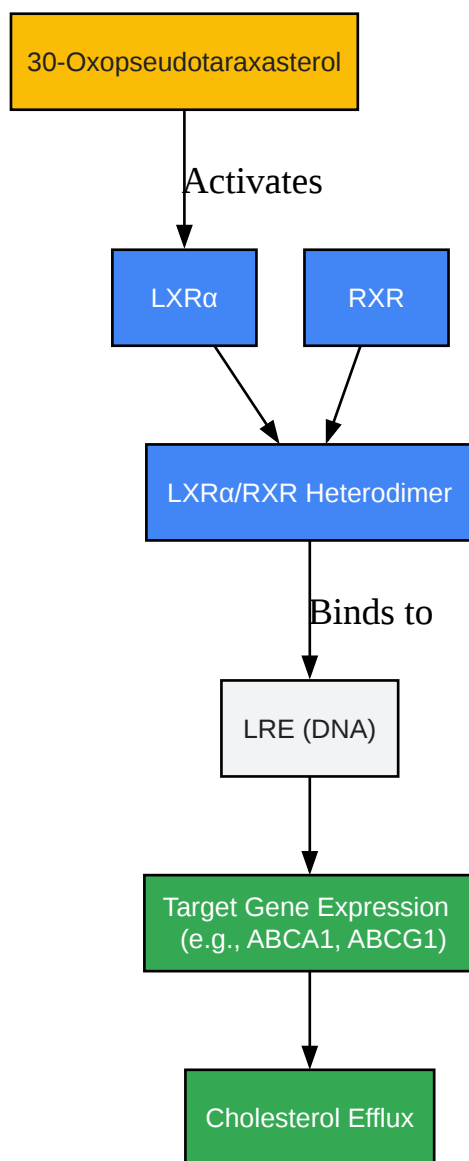 30-Oxopseudotaraxasterol
Activates
LXRα
RXR
LXRα/RXR Heterodimer
Binds to
LRE (DNA)
Target Gene Expression
(e.g., ABCA1, ABCG1)
Cholesterol Efflux